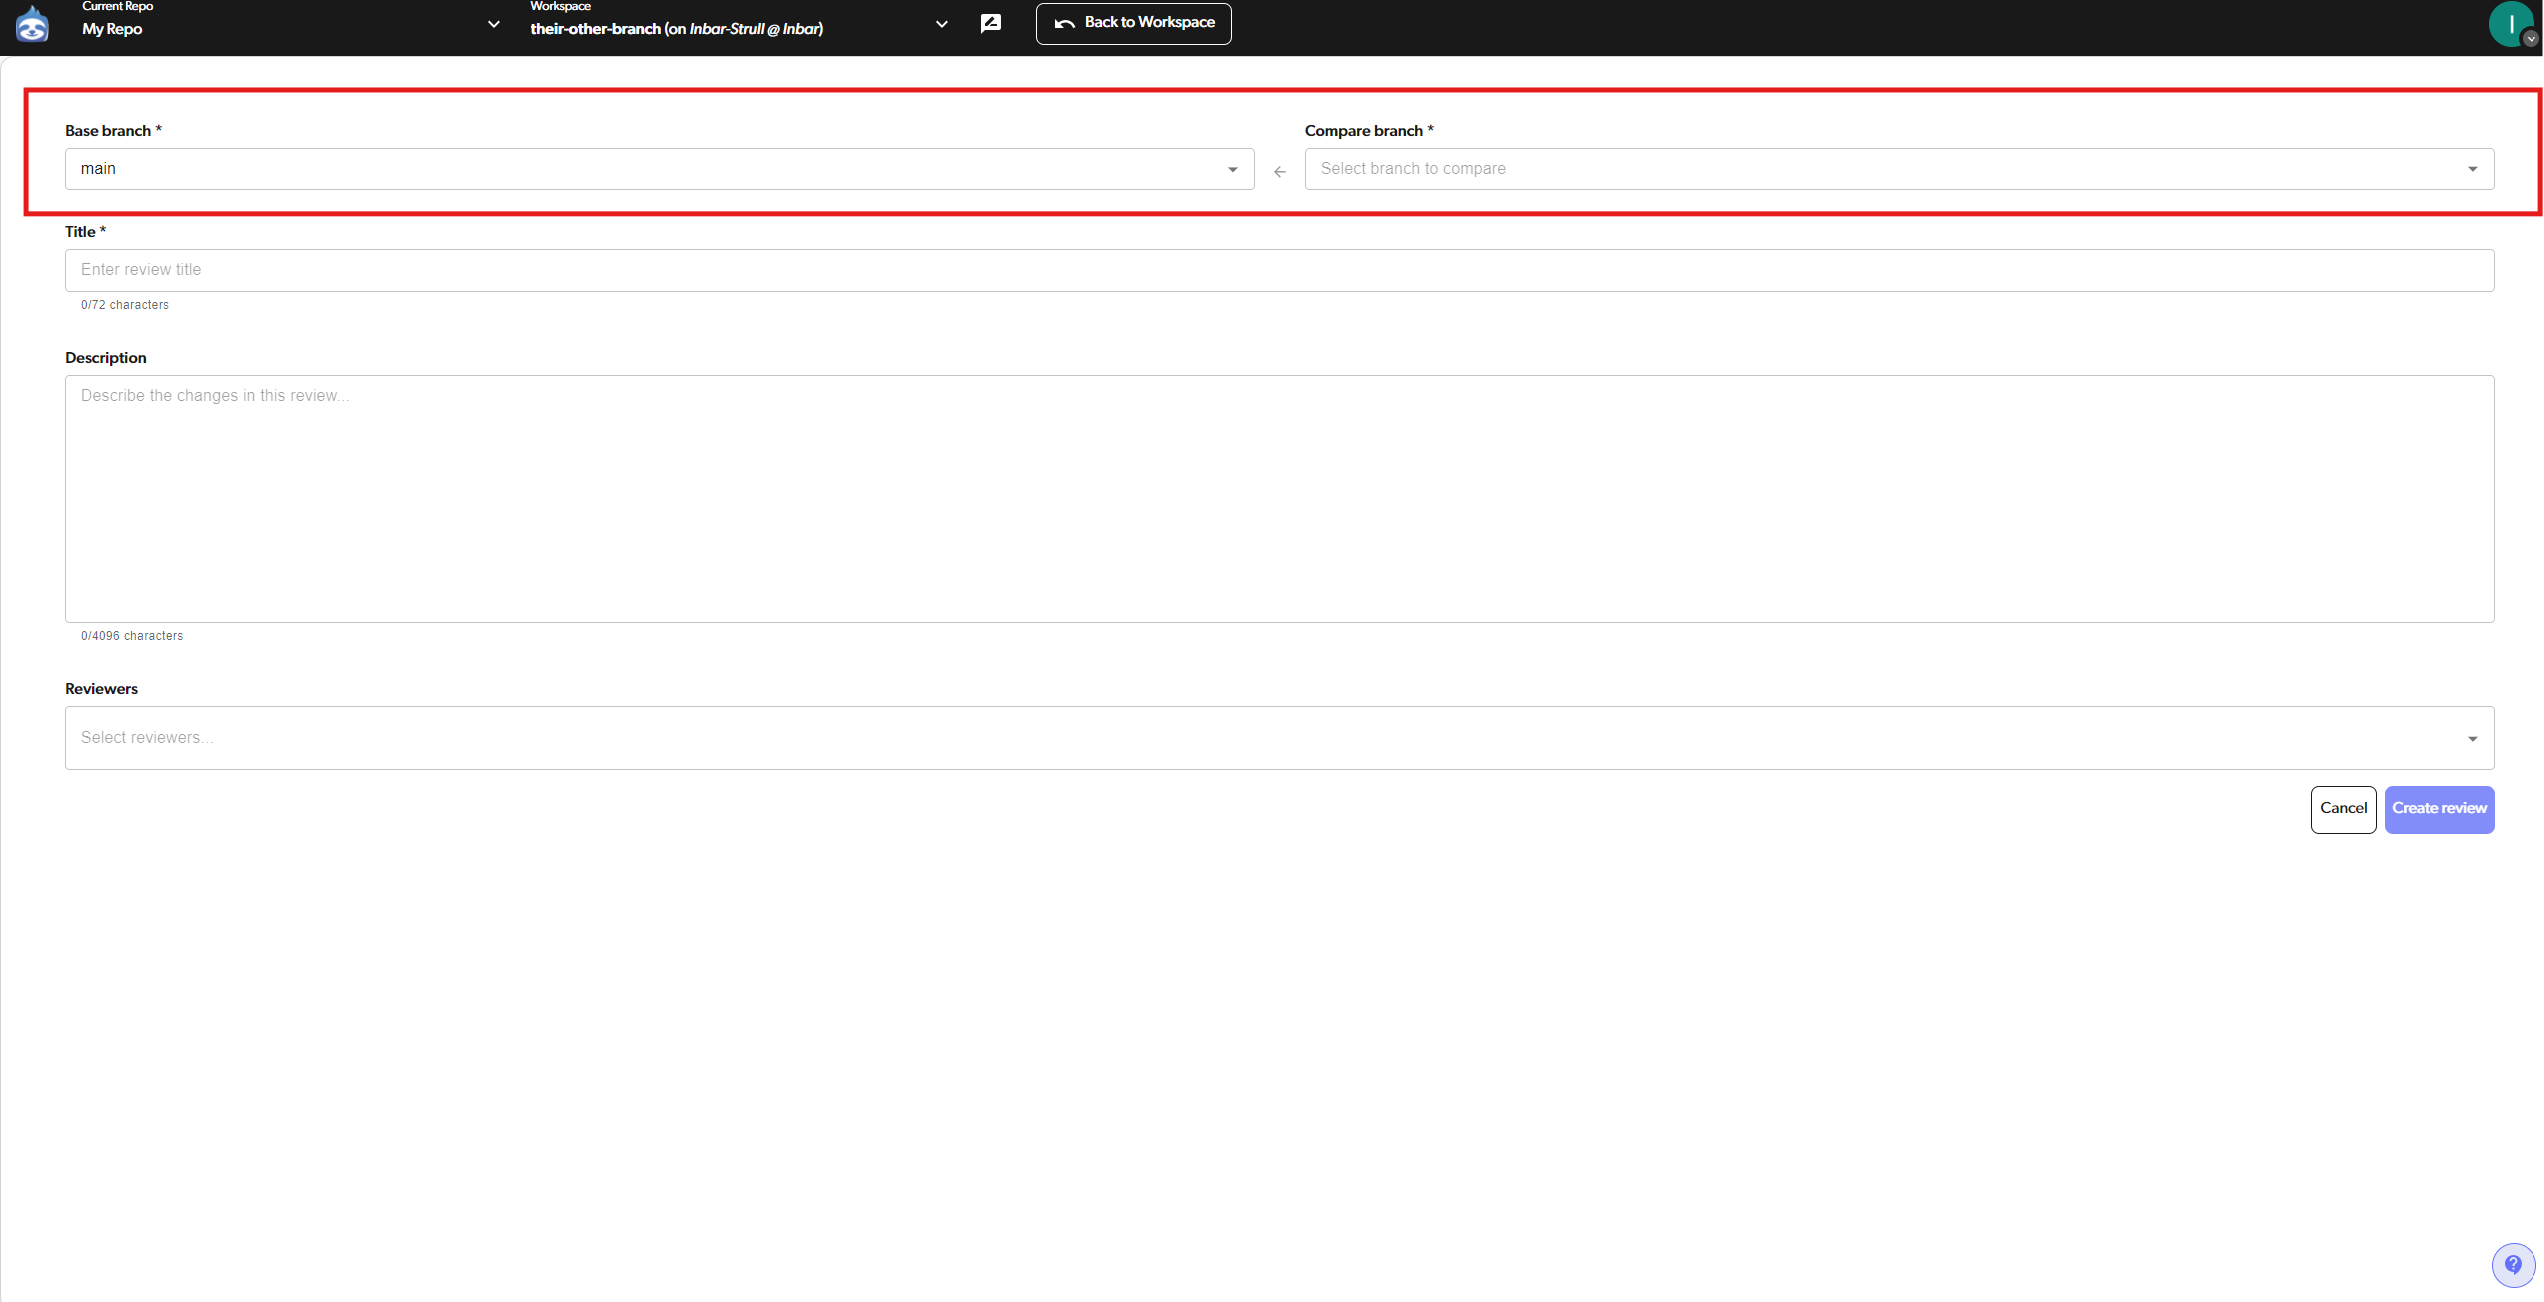 Current Repo
My Repo
Workspace
their-other-branch (on Inbar-Strull @ Inbar)
Back to Workspace
I
Base branch *
main
Compare branch *
Select branch to compare
Title *
Enter review title
0/72 characters
Description
Describe the changes in this review...
0/4096 characters
Reviewers
Select reviewers...
Cancel
Create review
?